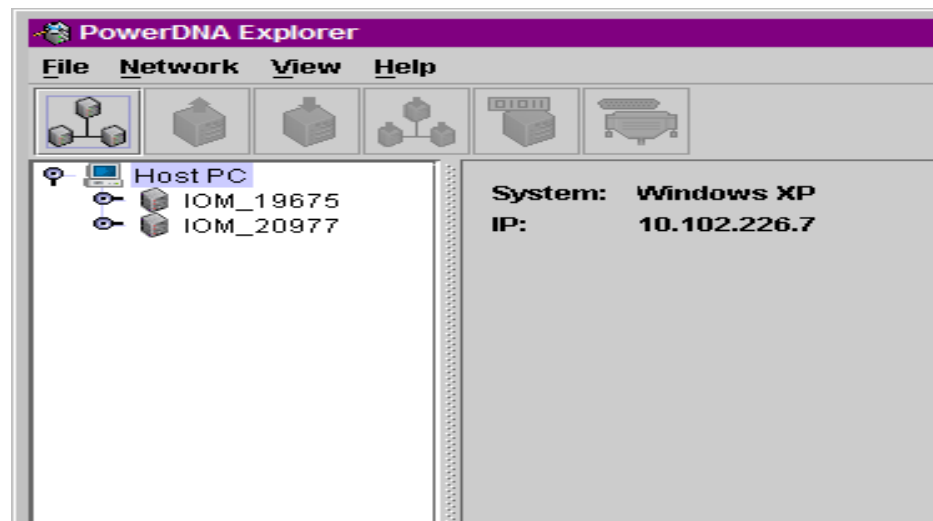 PowerDNA Explorer
File Network View Help
Host PC
IOM_19675
IOM_20977
System: Windows XP
IP: 10.102.226.7